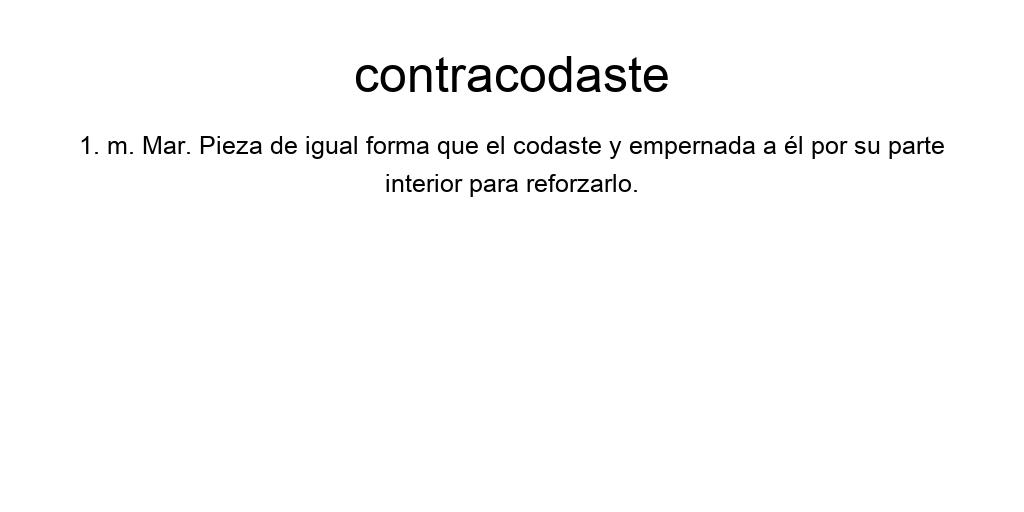 contracodaste
1. m. Mar. Pieza de igual forma que el codaste y empernada a él por su parte
interior para reforzarlo.